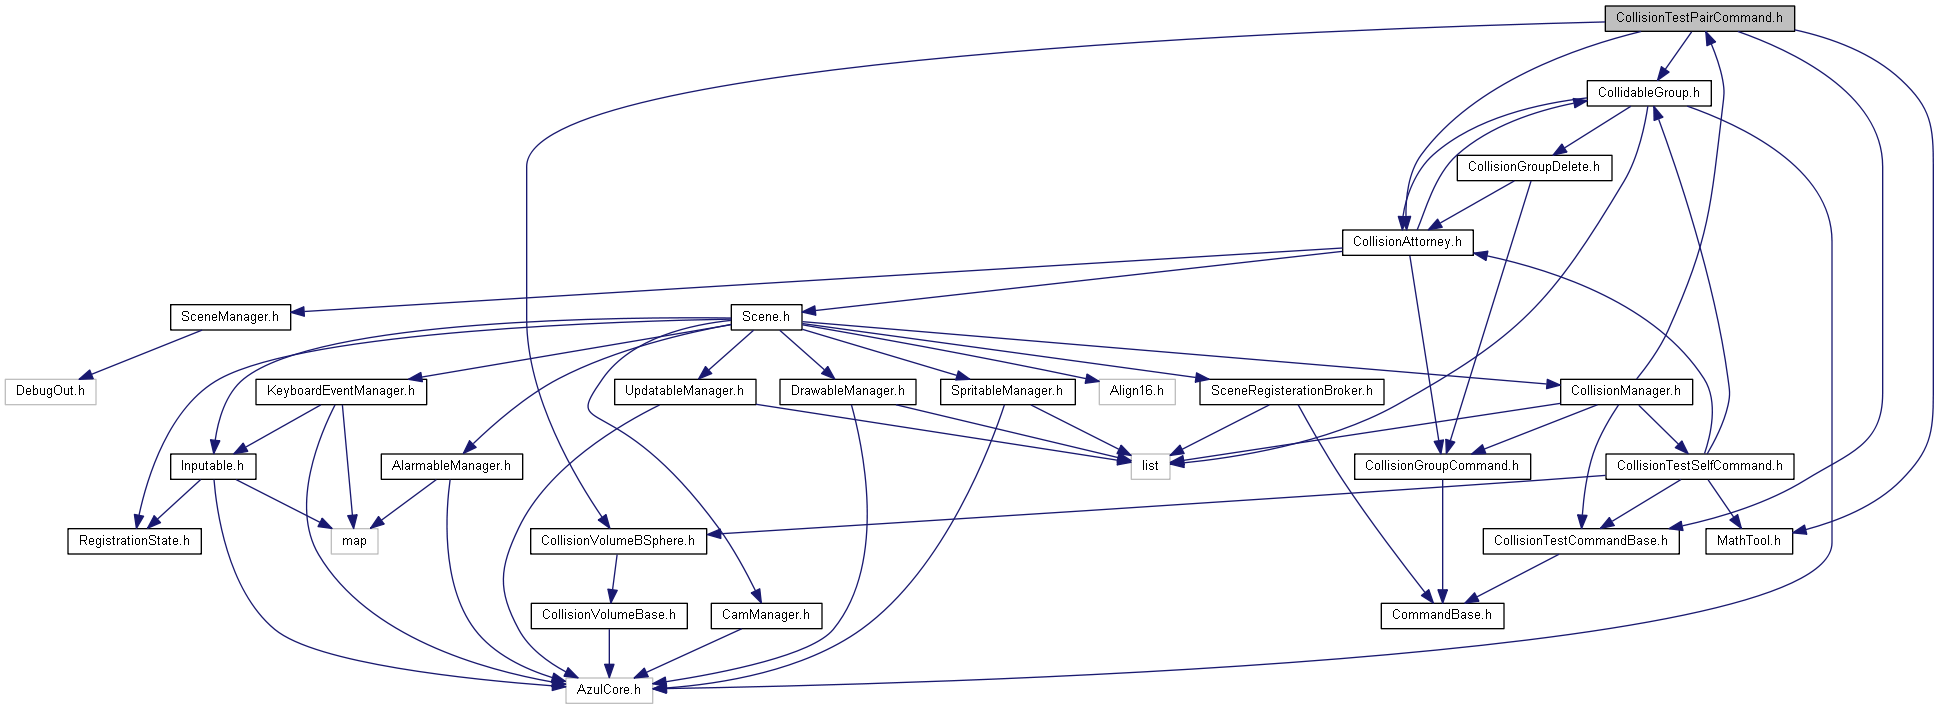 CollisionTestPairCommand.h
CollidableGroup.h
CollisionGroupDelete.h
CollisionAttorney.h
SceneManager.h
Scene.h
DebugOut.h
KeyboardEventManager.h
UpdatableManager.h
DrawableManager.h
SpritableManager.h
Align16.h
SceneRegisterationBroker.h
CollisionManager.h
Inputable.h
AlarmableManager.h
list
CollisionGroupCommand.h
CollisionTestSelfCommand.h
RegistrationState.h
map
CollisionVolumeBSphere.h
CollisionTestCommandBase.h
MathTool.h
CollisionVolumeBase.h
CamManager.h
CommandBase.h
AzulCore.h